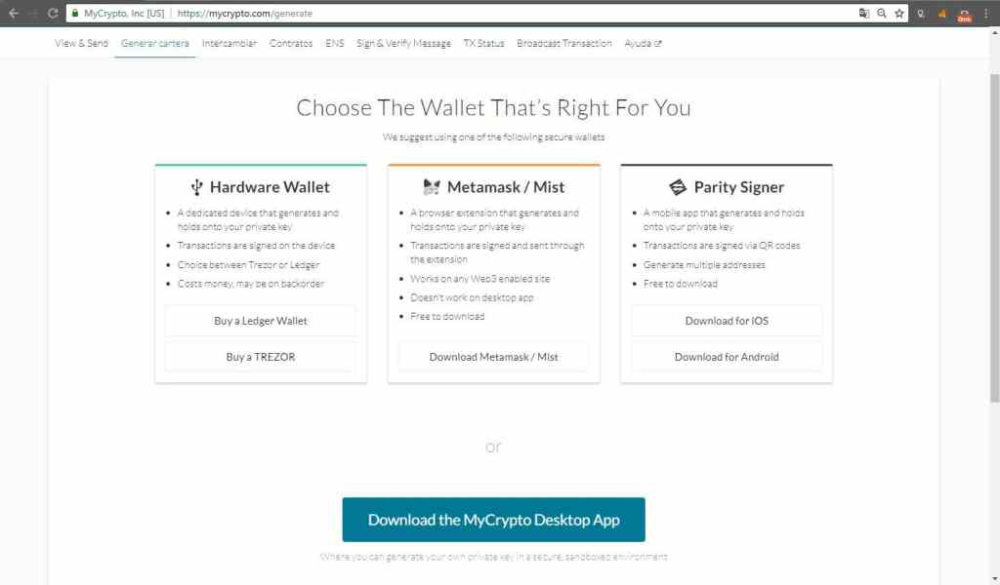 MyCrypto, Inc [US] | https://mycrypto.com/generate
View & Send Generar cartera Intercambiar Contratos ENS Sign & Verify Message TX Status Broadcast Transaction Ayuda
Choose The Wallet That's Right For You
We suggest using one of the following secure wallets
Hardware Wallet
A dedicated device that generates and
holds onto your private key
Transactions are signed on the device
Choice between Trezor or Ledger
Costs money, may be on backorder
Buy a Ledger Wallet
Buy a TREZOR
Metamask / Mist
A browser extension that generates and
holds onto your private key
Transactions are signed and sent through
the extension
Works on any Web3 enabled site
Doesn't work on desktop app
Free to download
Download Metamask / Mist
Parity Signer
A mobile app that generates and holds
onto your private key
Transactions are signed via QR codes
Generate multiple addresses
Free to download
Download for iOS
Download for Android
or
Download the MyCrypto Desktop App
Where you can generate your own private key in a secure, sandboxed environment